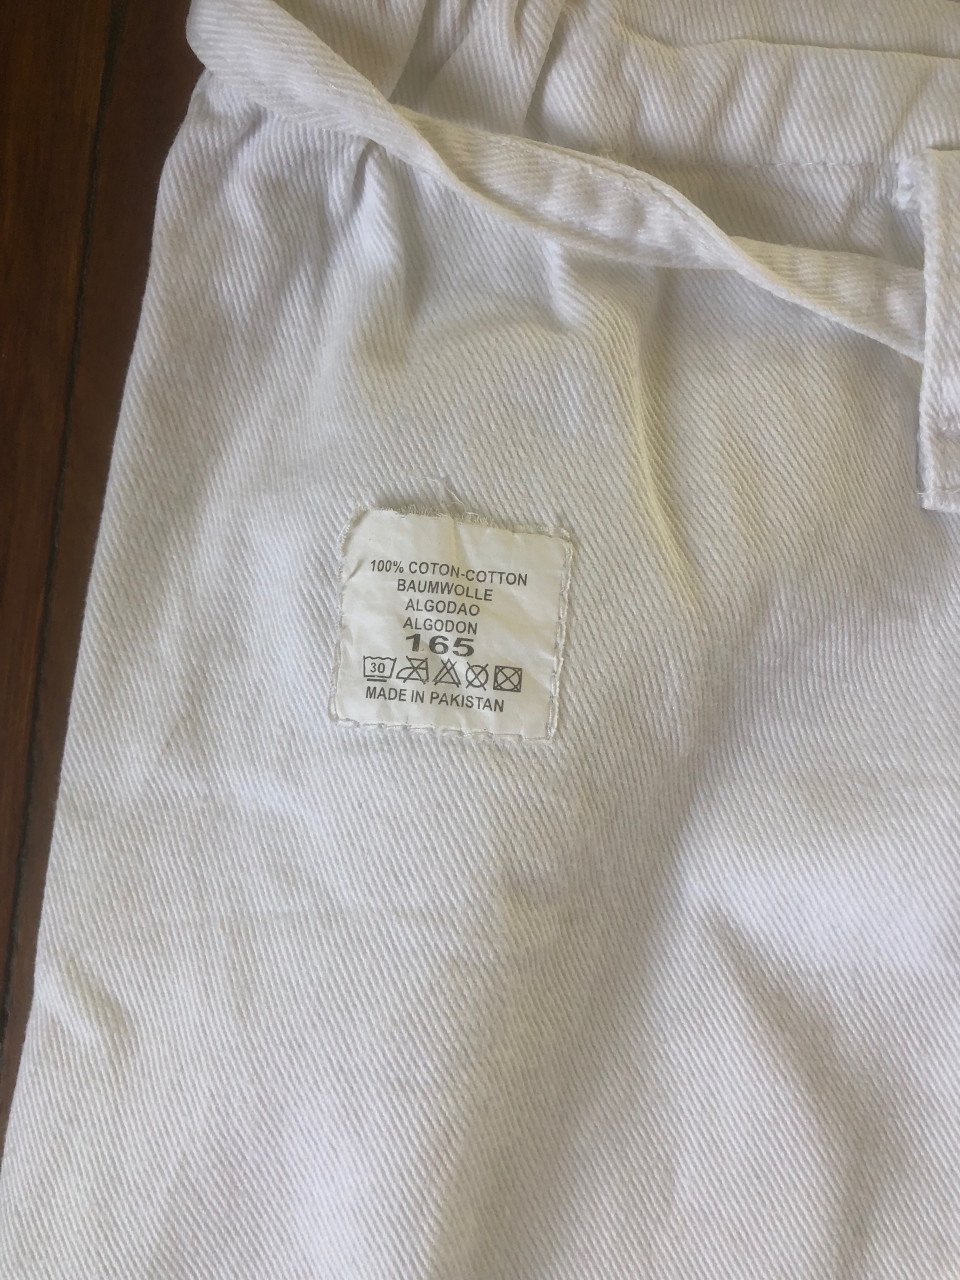 100% COTON-COTTON
BAUMWOLLE
ALGODAO
ALGODON
165
30
MADE IN PAKISTAN